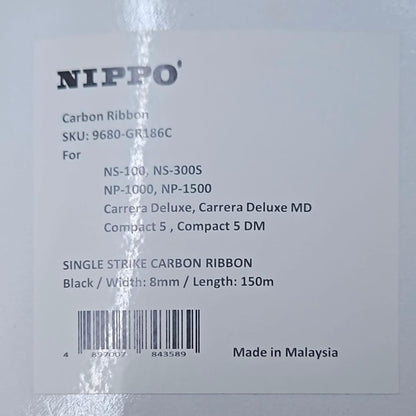 NIPPO'
Carbon Ribbon
SKU: 9680-GR186C
For
NS-100, NS-300S
NP-1000, NP-1500
Carrera Deluxe, Carrera Deluxe MD
Compact 5 , Compact 5 DM
SINGLE STRIKE CARBON RIBBON
Black / Width: 8mm / Length: 150m
4 897007 843589
Made in Malaysia